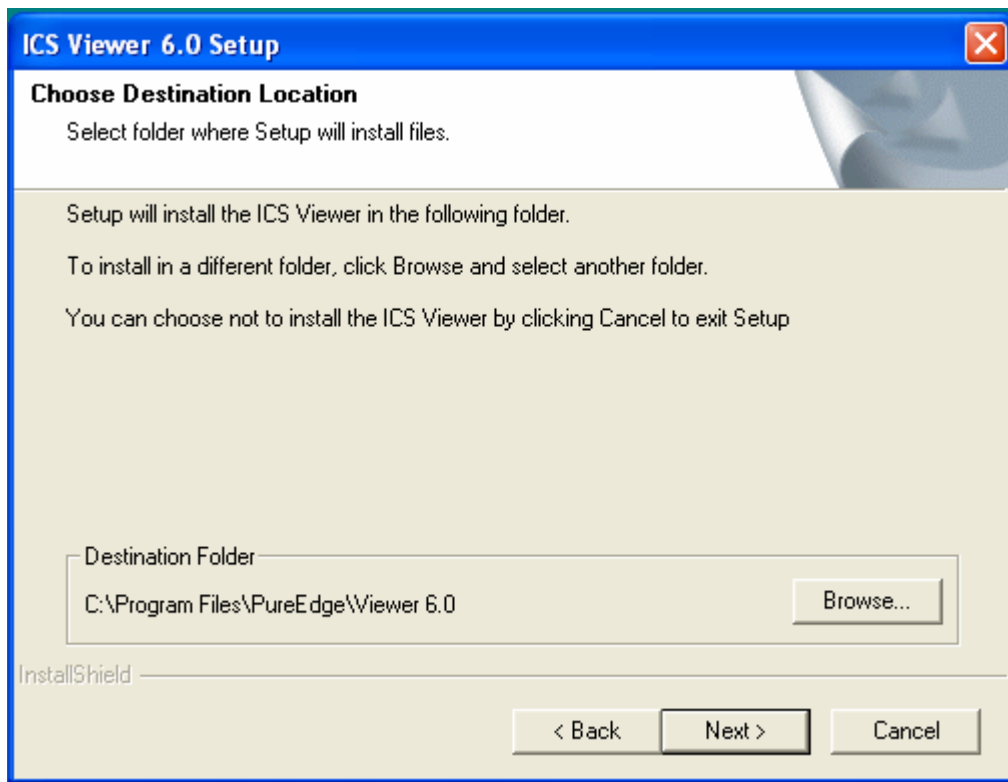 ICS Viewer 6.0 Setup
Choose Destination Location
Select folder where Setup will install files.
Setup will install the ICS Viewer in the following folder.
To install in a different folder, click Browse and select another folder.
You can choose not to install the ICS Viewer by clicking Cancel to exit Setup
Destination Folder
C:\Program Files\PureEdge\Viewer 6.0
Browse...
InstallShield
< Back
Next >
Cancel